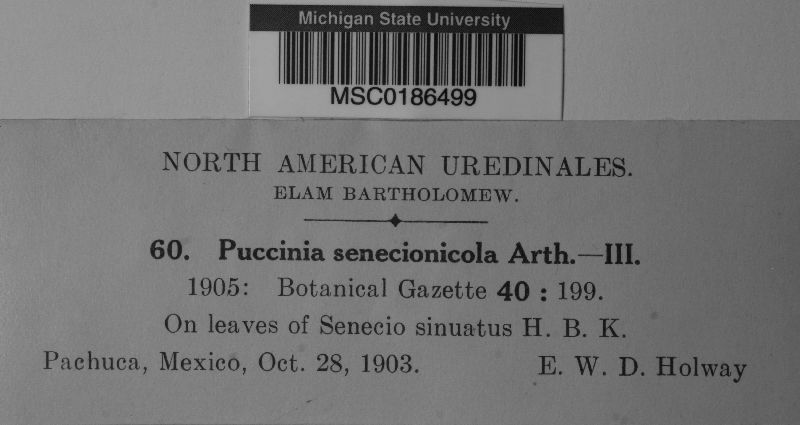 Michigan State University
MSC0186499
NORTH AMERICAN UREDINALES.
ELAM BARTHOLOMEW.
60. Puccinia senecionicola Arth.—III.
1905: Botanical Gazette 40 : 199.
On leaves of Senecio sinuatus H. B. K.
Pachuca, Mexico, Oct. 28, 1903. E. W. D. Holway